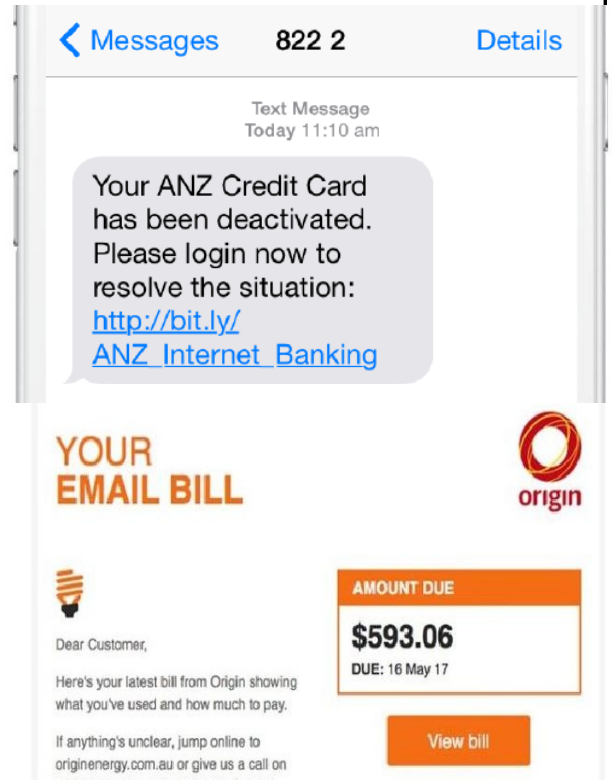 Messages
822 2
Details
Text Message
Today 11:10 am
Your ANZ Credit Card
has been deactivated.
Please login now to
resolve the situation:
http://bit.ly/
ANZ_Internet_Banking
YOUR
EMAIL BILL
origin
Dear Customer,
Here's your latest bill from Origin showing
what you've used and how much to pay.
If anything's unclear, jump online to
originenergy.com.au or give us a call on
AMOUNT DUE
$593.06
DUE: 16 May 17
View bill